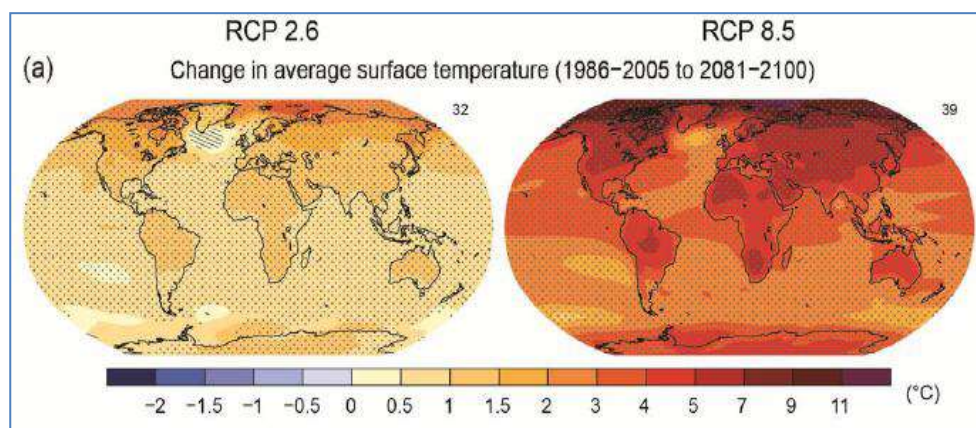 RCP 2.6 RCP 8.5
(a) Change in average surface temperature (1986−2005 to 2081−2100)
32 39
−2 −1.5 −1 −0.5 0 0.5 1 1.5 2 3 4 5 7 9 11 (°C)